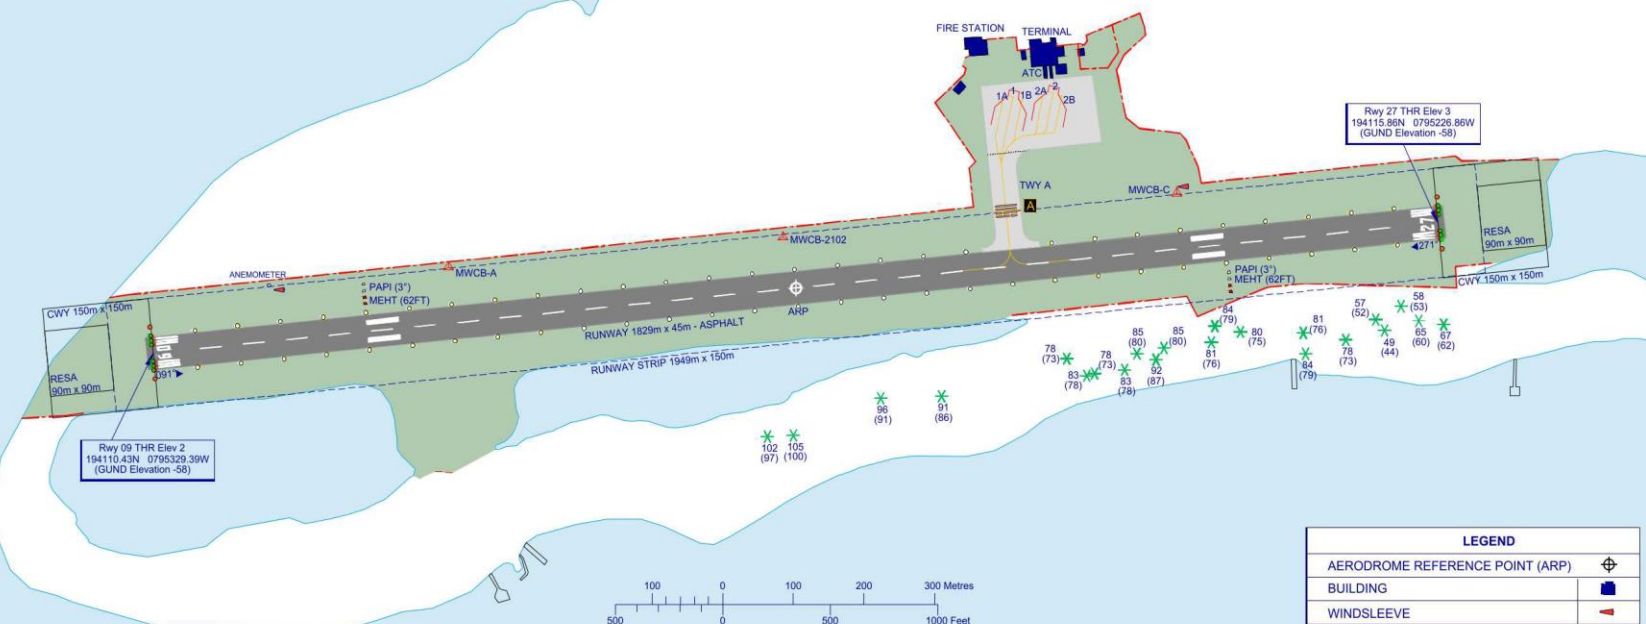 FIRE STATION
TERMINAL
ATC
1A
1
1B
2A
2
2B
Rwy 27 THR Elev 3
194115.86N 0795226.86W
(GUND Elevation -58)
TWY A
A
MWCB-C
MWCB-2102
MWCB-A
ANEMOMETER
PAPI (3°)
MEHT (62FT)
CWY 150m x 150m
RESA
90m x 90m
09
091°
ARP
RUNWAY 1829m x 45m - ASPHALT
RUNWAY STRIP 1949m x 150m
PAPI (3°)
MEHT (62FT)
27
271°
RESA
90m x 90m
CWY 150m x 150m
Rwy 09 THR Elev 2
194110.43N 0795329.39W
(GUND Elevation -58)
102
(97)
105
(100)
96
(91)
91
(86)
78
(73)
83
(78)
78
(73)
83
(78)
85
(80)
92
(87)
85
(80)
84
(79)
81
(76)
80
(75)
81
(76)
84
(79)
78
(73)
57
(52)
49
(44)
58
(53)
65
(60)
67
(62)
100
0
100
200
300 Metres
500
0
500
1000 Feet
LEGEND
AERODROME REFERENCE POINT (ARP)
BUILDING
WINDSLEEVE